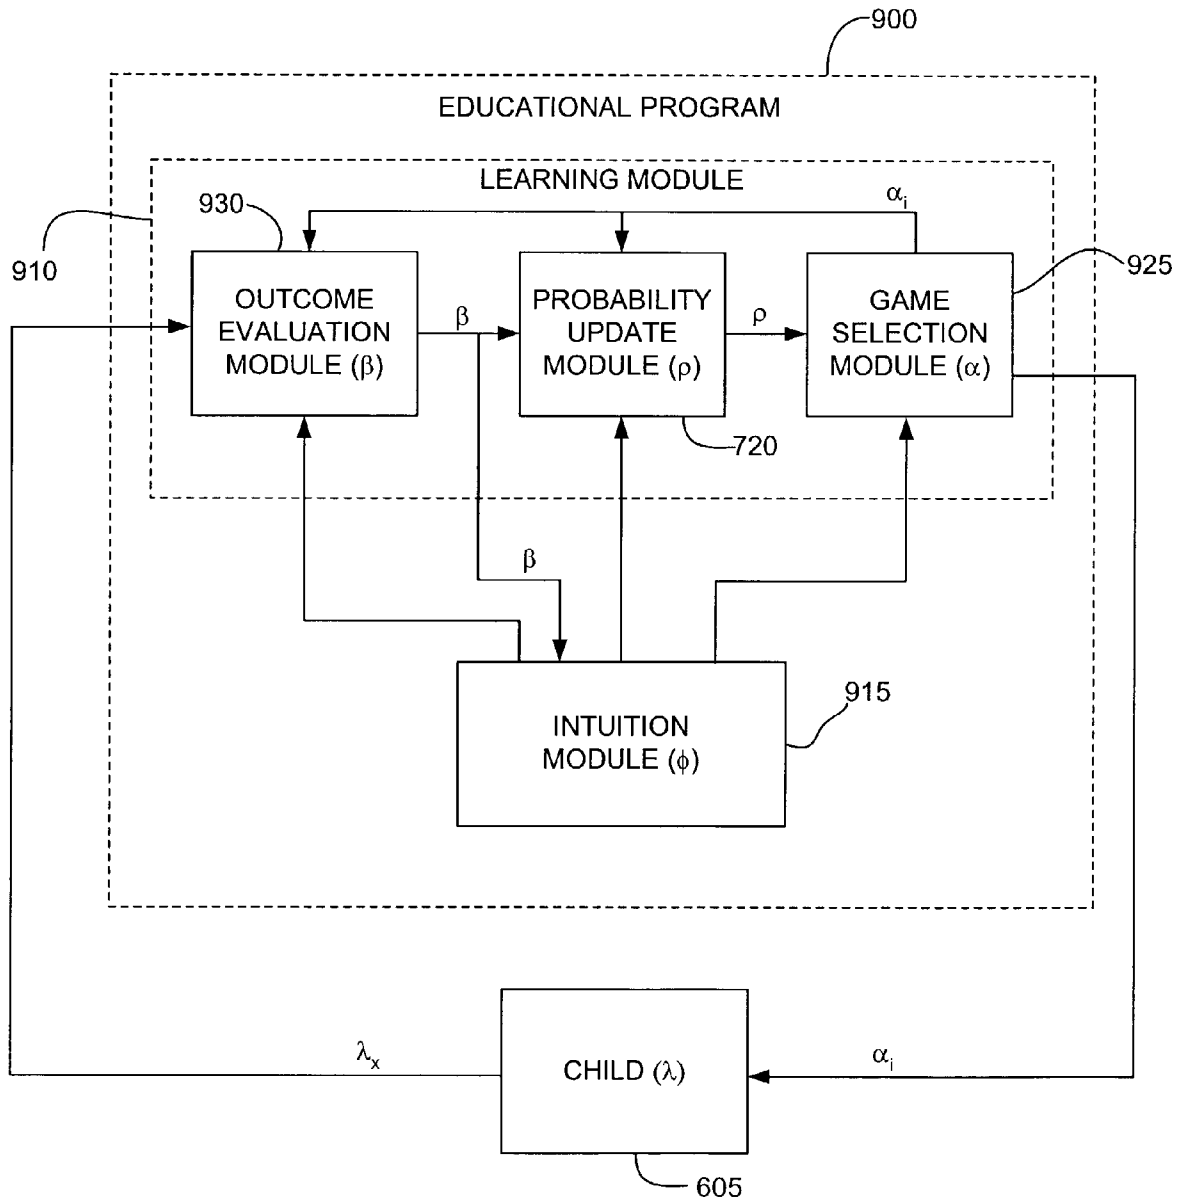 900
EDUCATIONAL PROGRAM
LEARNING MODULE
930
αi
910
925
OUTCOME
EVALUATION
MODULE (β)
β
PROBABILITY
UPDATE
MODULE (ρ)
ρ
GAME
SELECTION
MODULE (α)
720
β
915
INTUITION
MODULE (ϕ)
λx
CHILD (λ)
αi
605